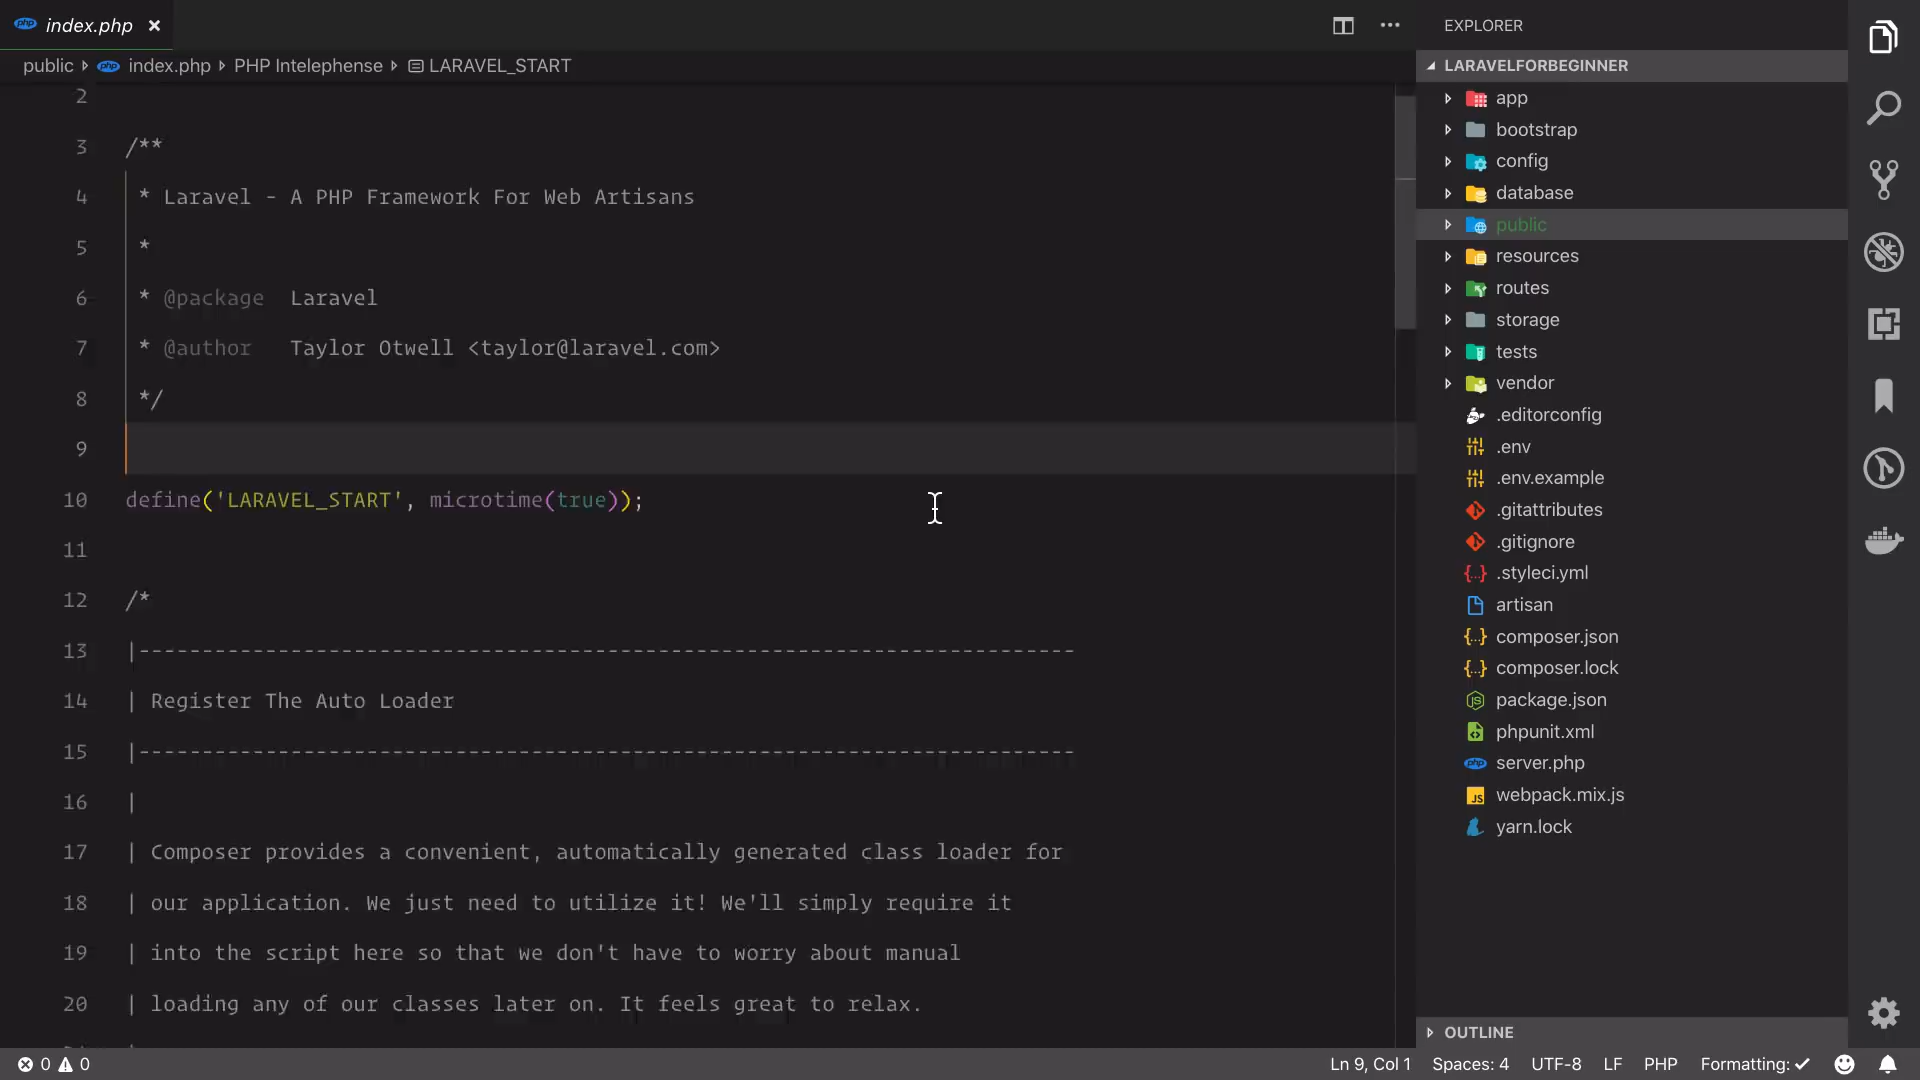 index.php
EXPLORER
public index.php PHP Intelephense LARAVEL_START
LARAVELFORBEGINNER
2
3 /**
4 * Laravel - A PHP Framework For Web Artisans
5 *
6 * @package Laravel
7 * @author Taylor Otwell <taylor@laravel.com>
8 */
9
10 define('LARAVEL_START', microtime(true));
11
12 /*
13 |--------------------------------------------------------------------------
14 | Register The Auto Loader
15 |--------------------------------------------------------------------------
16 |
17 | Composer provides a convenient, automatically generated class loader for
18 | our application. We just need to utilize it! We'll simply require it
19 | into the script here so that we don't have to worry about manual
20 | loading any of our classes later on. It feels great to relax.
app
bootstrap
config
database
public
resources
routes
storage
tests
vendor
.editorconfig
.env
.env.example
.gitattributes
.gitignore
.styleci.yml
artisan
composer.json
composer.lock
package.json
phpunit.xml
server.php
webpack.mix.js
yarn.lock
OUTLINE
0 0 Ln 9, Col 1 Spaces: 4 UTF-8 LF PHP Formatting: ✓